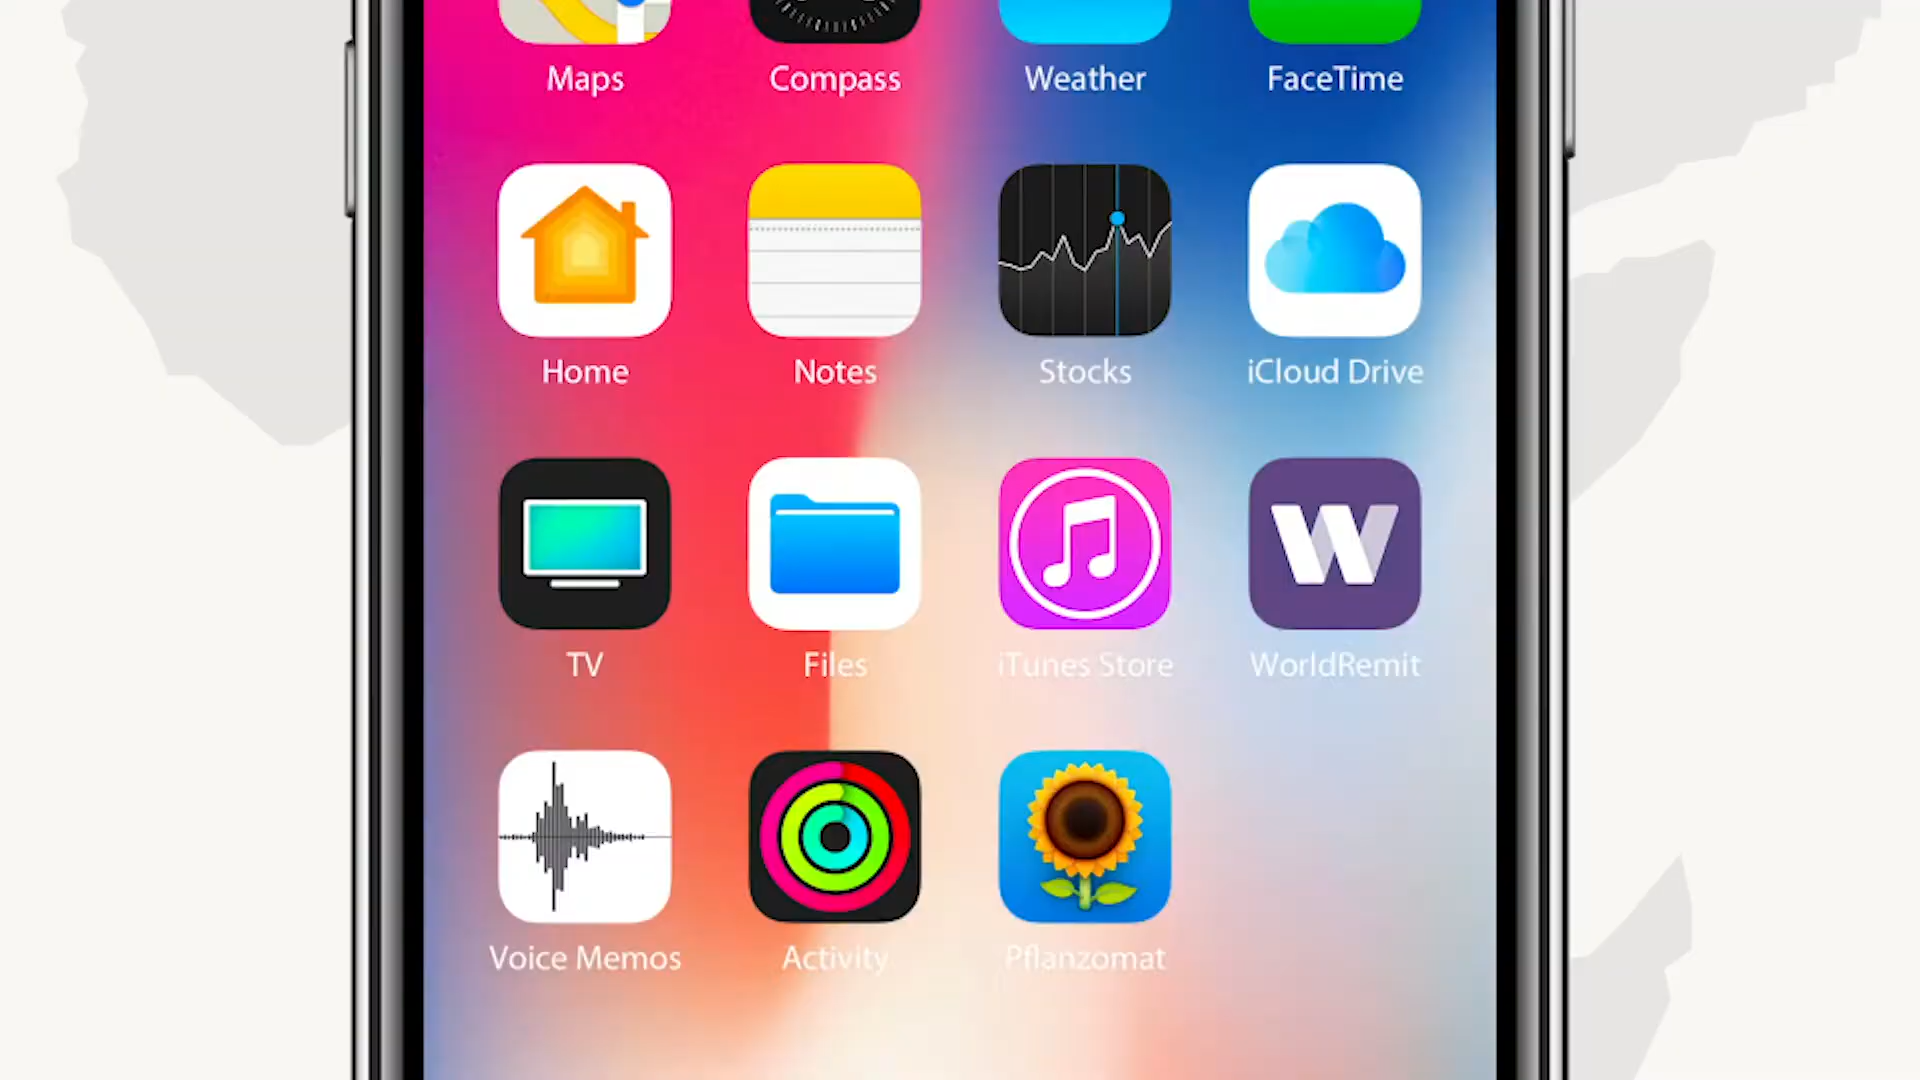 Maps Compass Weather FaceTime
Home Notes Stocks iCloud Drive
W
TV Files iTunes Store WorldRemit
Voice Memos Activity Pflanzomat